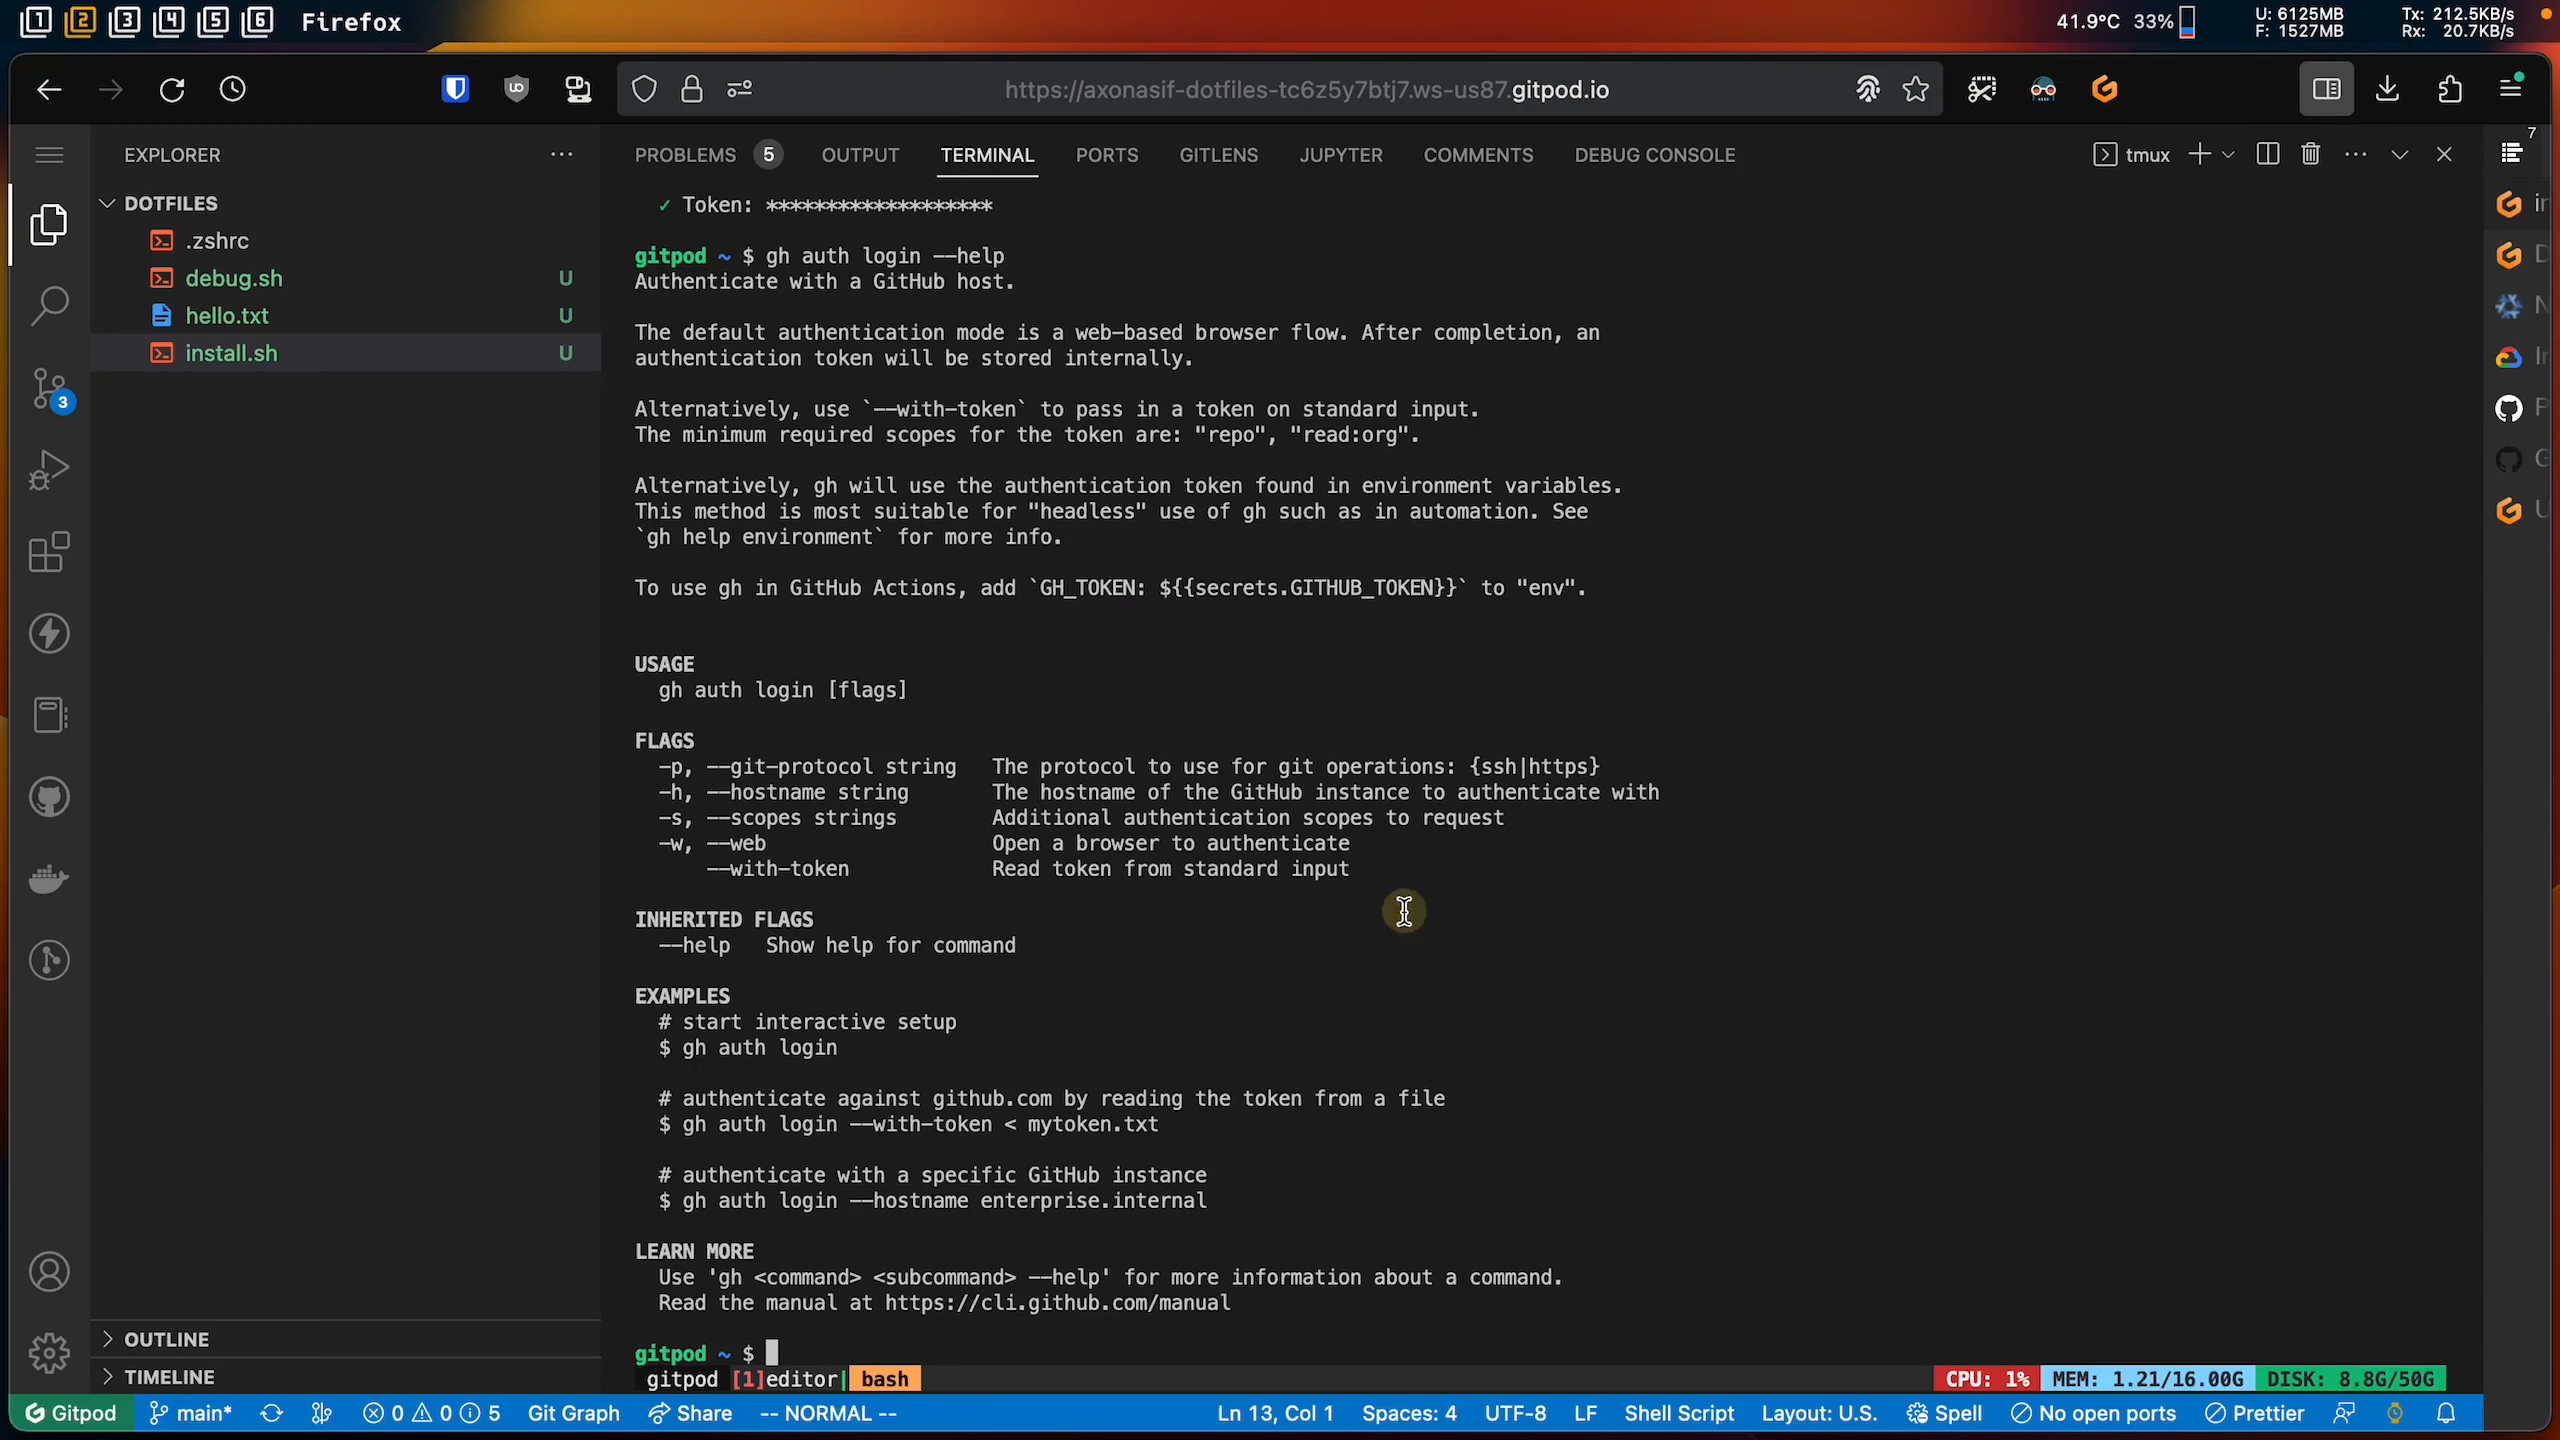 1 2 3 4 5 6 Firefox
41.9°C 33%
U: 6125MB
F: 1527MB
Tx: 212.5KB/s
Rx: 20.7KB/s
https://axonasif-dotfiles-tc6z5y7btj7.ws-us87.gitpod.io
EXPLORER
PROBLEMS 5 OUTPUT TERMINAL PORTS GITLENS JUPYTER COMMENTS DEBUG CONSOLE
tmux
7
DOTFILES
.zshrc
debug.sh U
hello.txt U
install.sh U
3
✓ Token: *******************
gitpod ~ $ gh auth login --help
Authenticate with a GitHub host.
The default authentication mode is a web-based browser flow. After completion, an
authentication token will be stored internally.
Alternatively, use `--with-token` to pass in a token on standard input.
The minimum required scopes for the token are: "repo", "read:org".
Alternatively, gh will use the authentication token found in environment variables.
This method is most suitable for "headless" use of gh such as in automation. See
`gh help environment` for more info.
To use gh in GitHub Actions, add `GH_TOKEN: ${{secrets.GITHUB_TOKEN}}` to "env".
USAGE
gh auth login [flags]
FLAGS
-p, --git-protocol string The protocol to use for git operations: {ssh|https}
-h, --hostname string The hostname of the GitHub instance to authenticate with
-s, --scopes strings Additional authentication scopes to request
-w, --web Open a browser to authenticate
--with-token Read token from standard input
INHERITED FLAGS
--help Show help for command
EXAMPLES
# start interactive setup
$ gh auth login
# authenticate against github.com by reading the token from a file
$ gh auth login --with-token < mytoken.txt
# authenticate with a specific GitHub instance
$ gh auth login --hostname enterprise.internal
LEARN MORE
Use 'gh <command> <subcommand> --help' for more information about a command.
Read the manual at https://cli.github.com/manual
gitpod ~ $
OUTLINE
TIMELINE
gitpod [1]editor| bash
CPU: 1% MEM: 1.21/16.00G DISK: 8.8G/50G
Gitpod main* 0 0 5 Git Graph Share -- NORMAL -- Ln 13, Col 1 Spaces: 4 UTF-8 LF Shell Script Layout: U.S. Spell No open ports Prettier